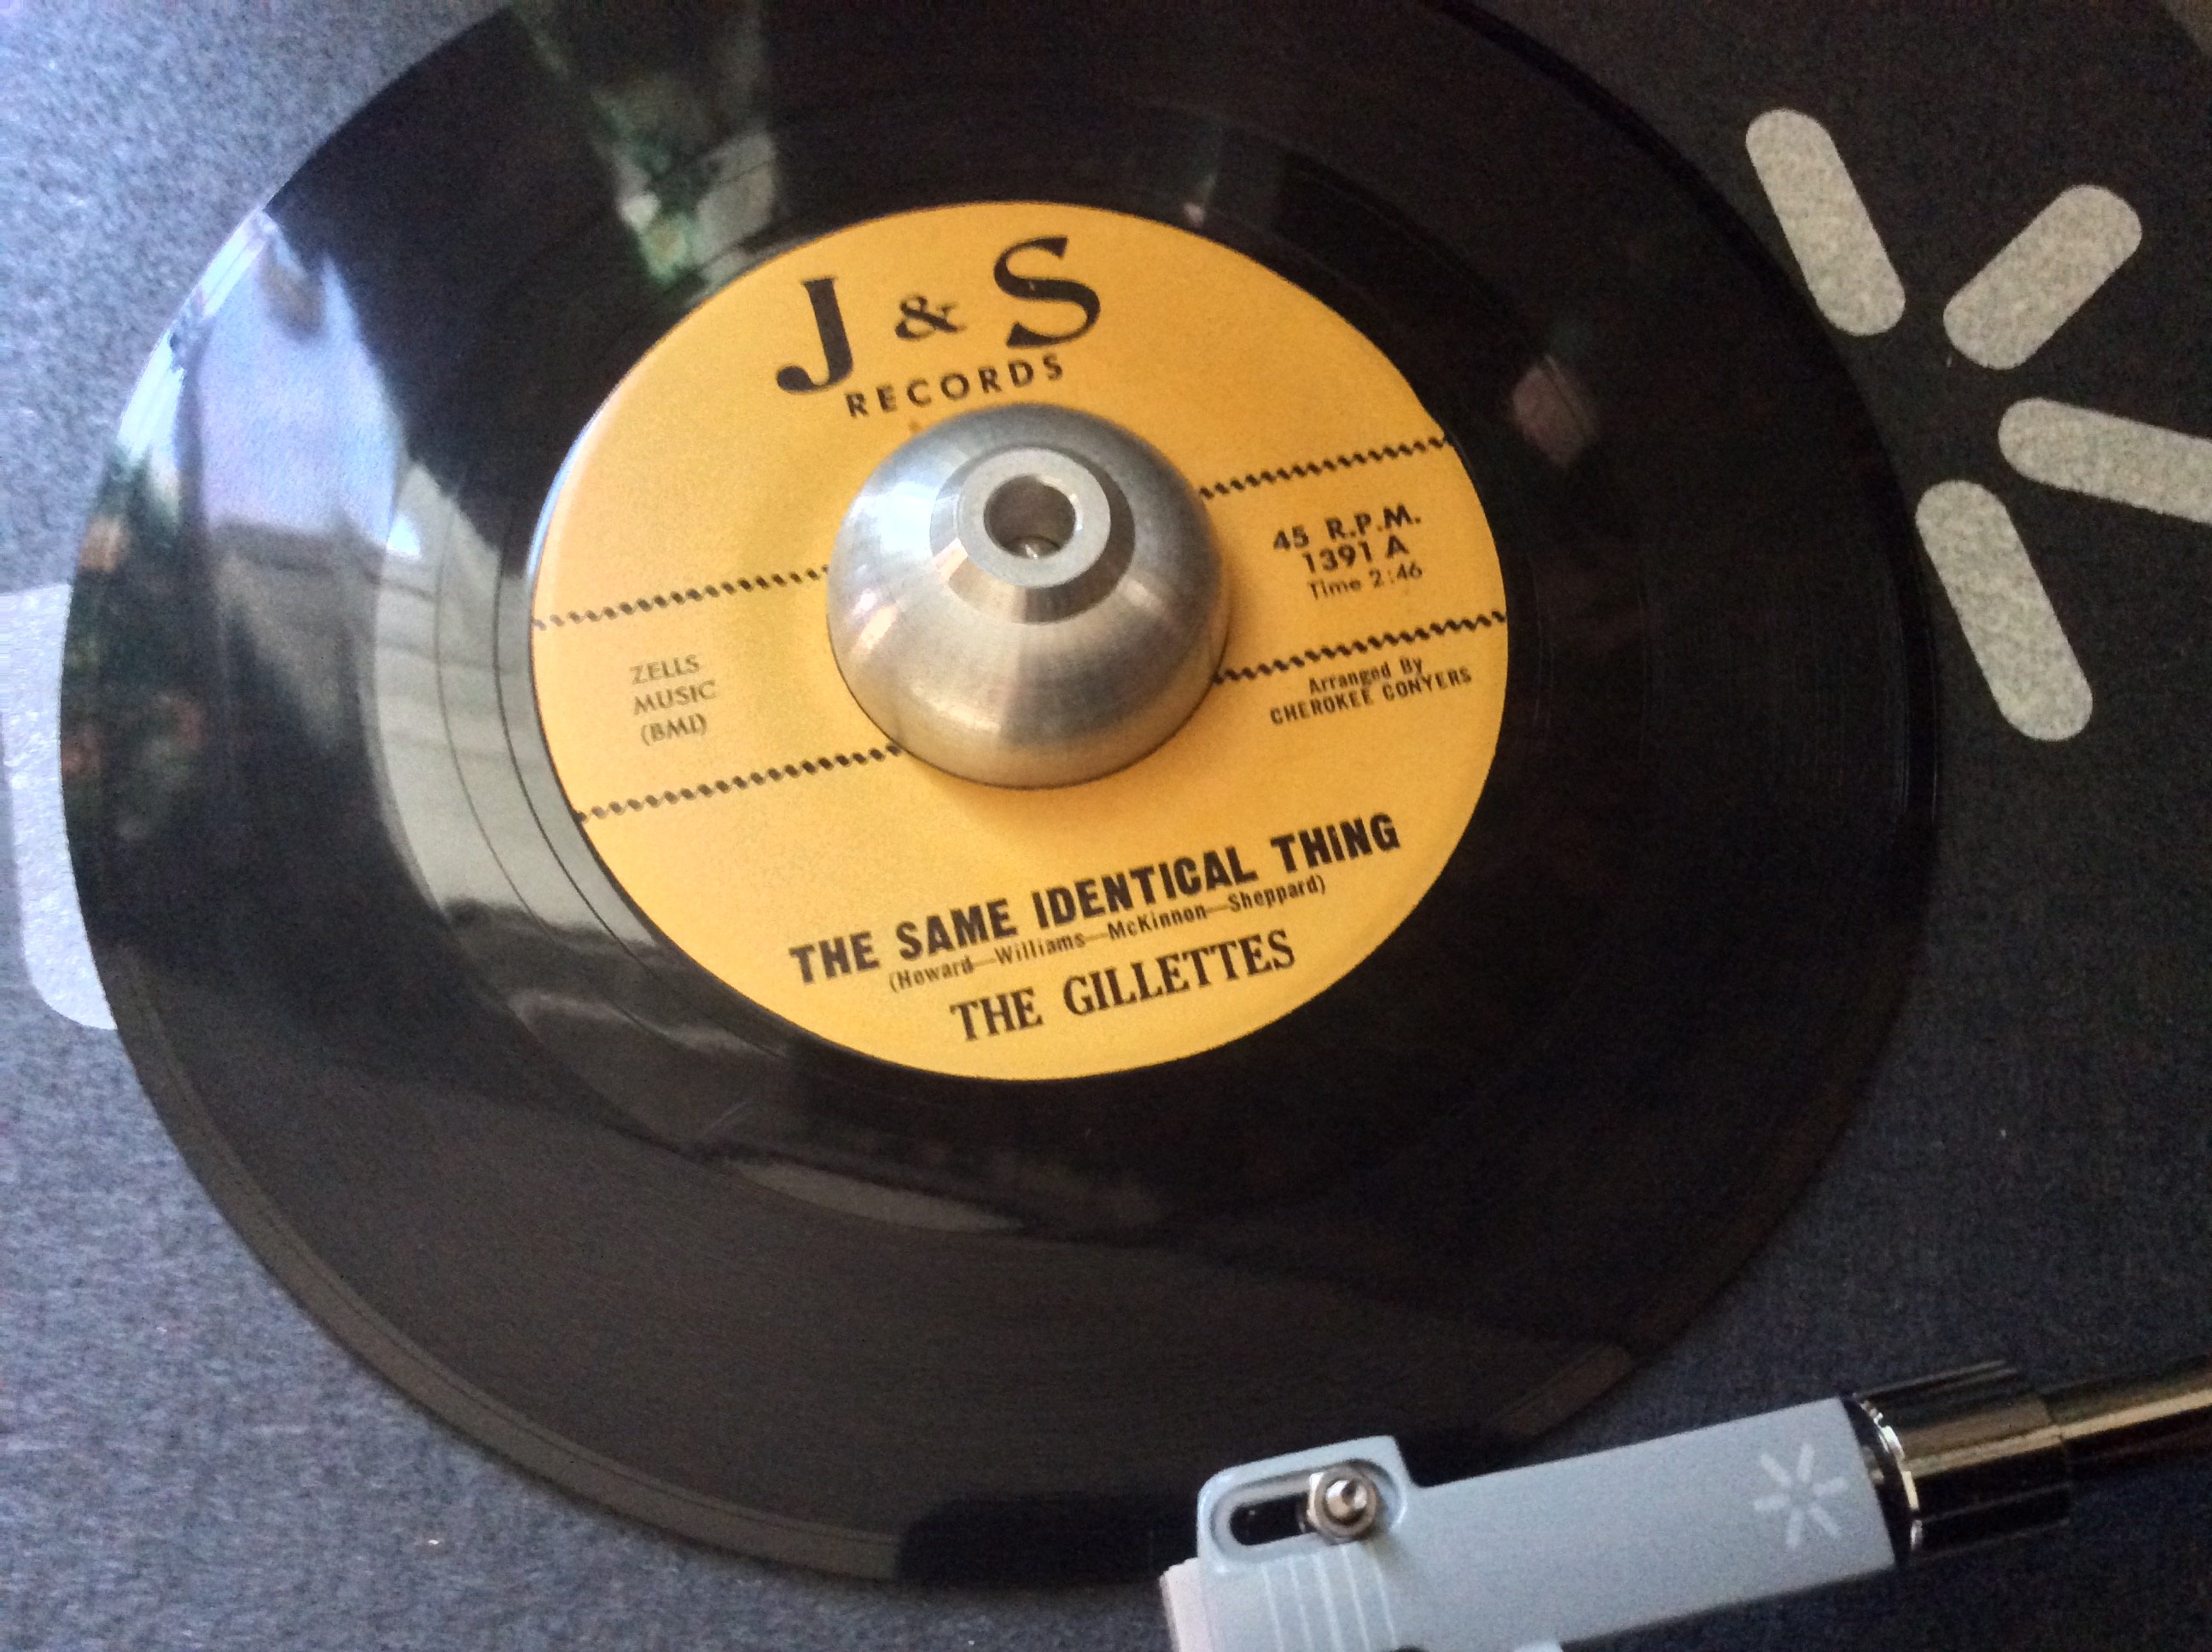 J & S
RECORDS
45 R.P.M.
1391 A
Time 2:46
ZELLS
MUSIC
(BMI)
Arranged By
CHEROKEE CONYERS
THE SAME IDENTICAL THING
(Howard—Williams—McKinnon—Sheppard)
THE GILLETTES